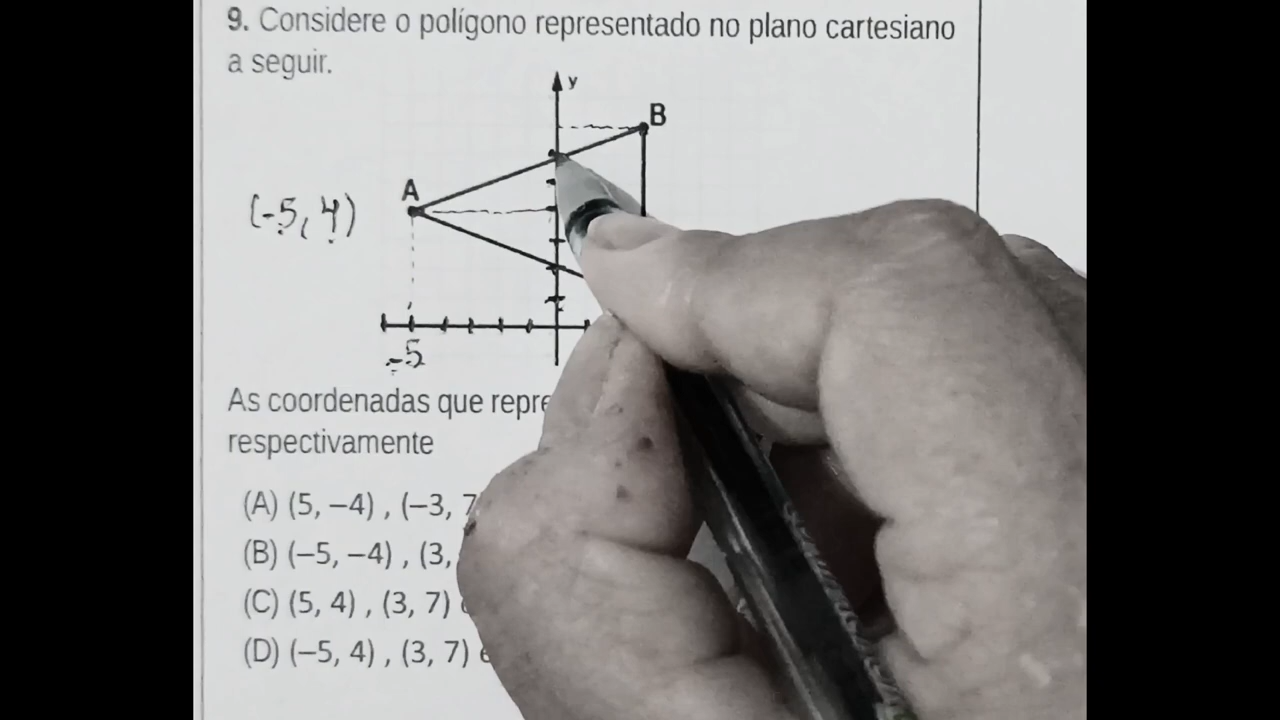 9. Considere o polígono representado no plano cartesiano
a seguir.
y
B
A
(-5, 4)
-5
As coordenadas que
respectivamente
(A) (5, −4) , (−3, 7
(B) (−5, −4) , (3,
(C) (5, 4) , (3, 7)
(D) (−5, 4) , (3, 7) e